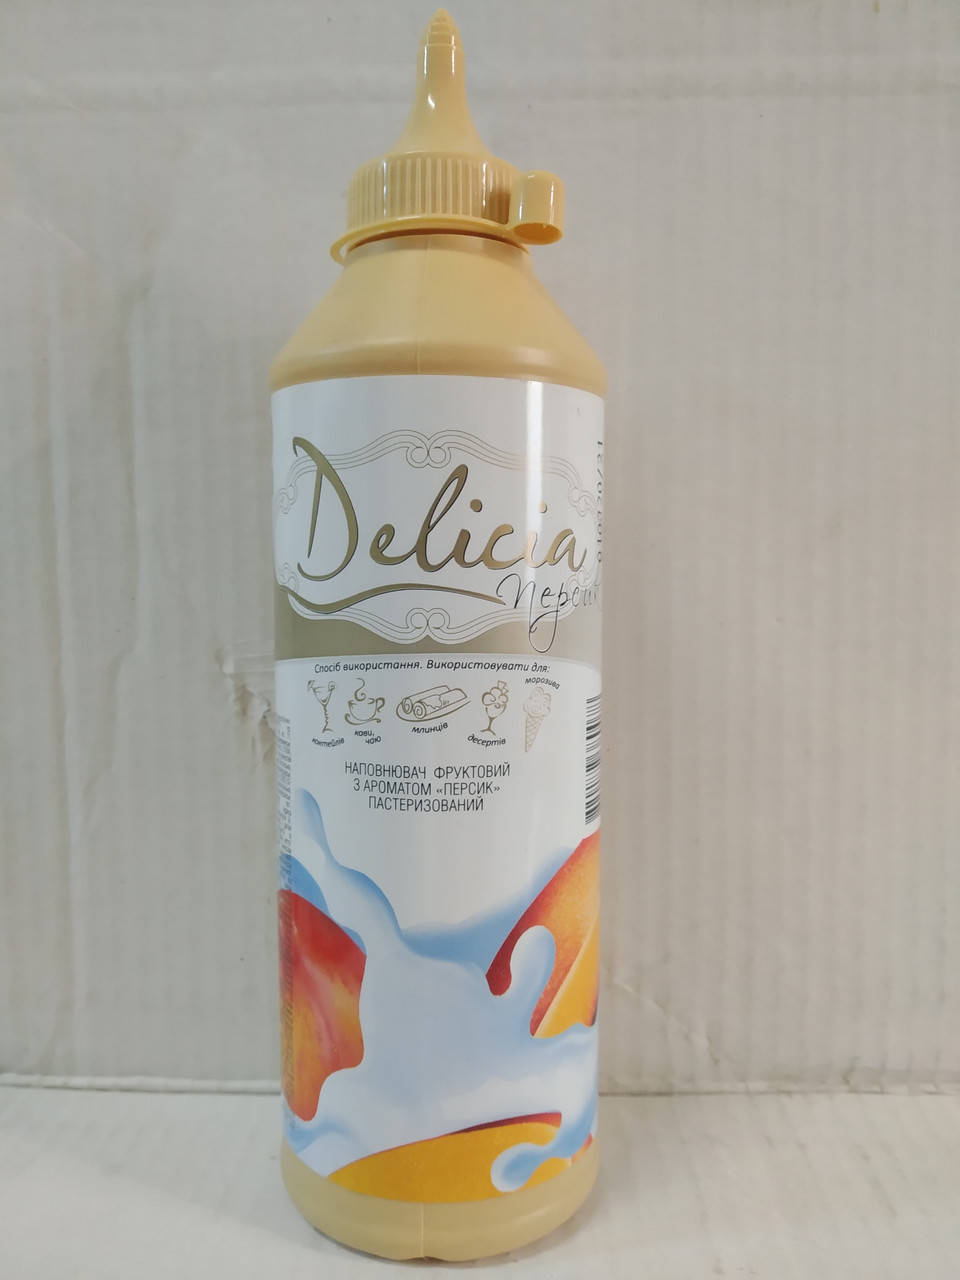 Delicia
Персик
Спосіб використання. Використовувати для:
коктейлів
кави,
чаю
млинців
десертів
морозива
НАПОВНЮВАЧ ФРУКТОВИЙ
З АРОМАТОМ «ПЕРСИК»
ПАСТЕРИЗОВАНИЙ